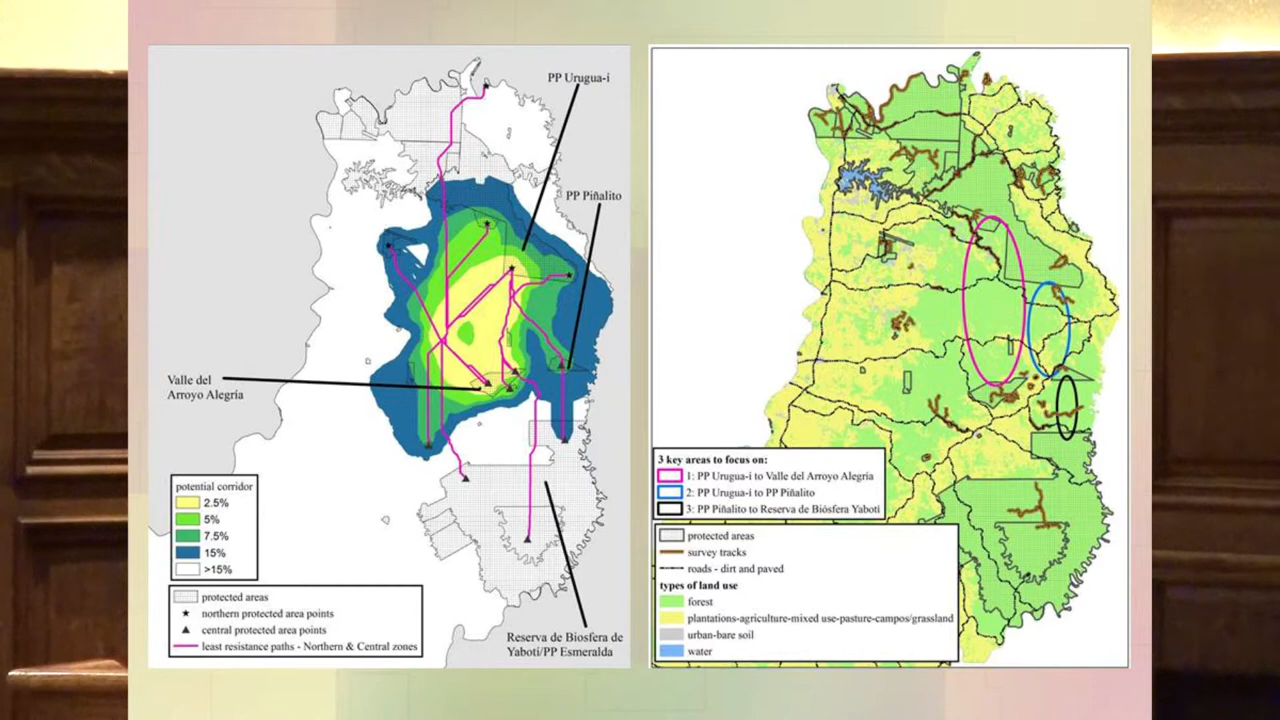 PP Urugua-í
PP Piñalito
Valle del
Arroyo Alegría
potential corridor
2.5%
5%
7.5%
15%
>15%
protected areas
northern protected area points
central protected area points
least resistance paths - Northern & Central zones
Reserva de Biosfera de
Yabotí/PP Esmeralda
3 key areas to focus on:
1: PP Urugua-í to Valle del Arroyo Alegría
2: PP Urugua-í to PP Piñalito
3: PP Piñalito to Reserva de Biósfera Yabotí
protected areas
survey tracks
roads - dirt and paved
types of land use
forest
plantations-agriculture-mixed use-pasture-campos/grassland
urban-bare soil
water